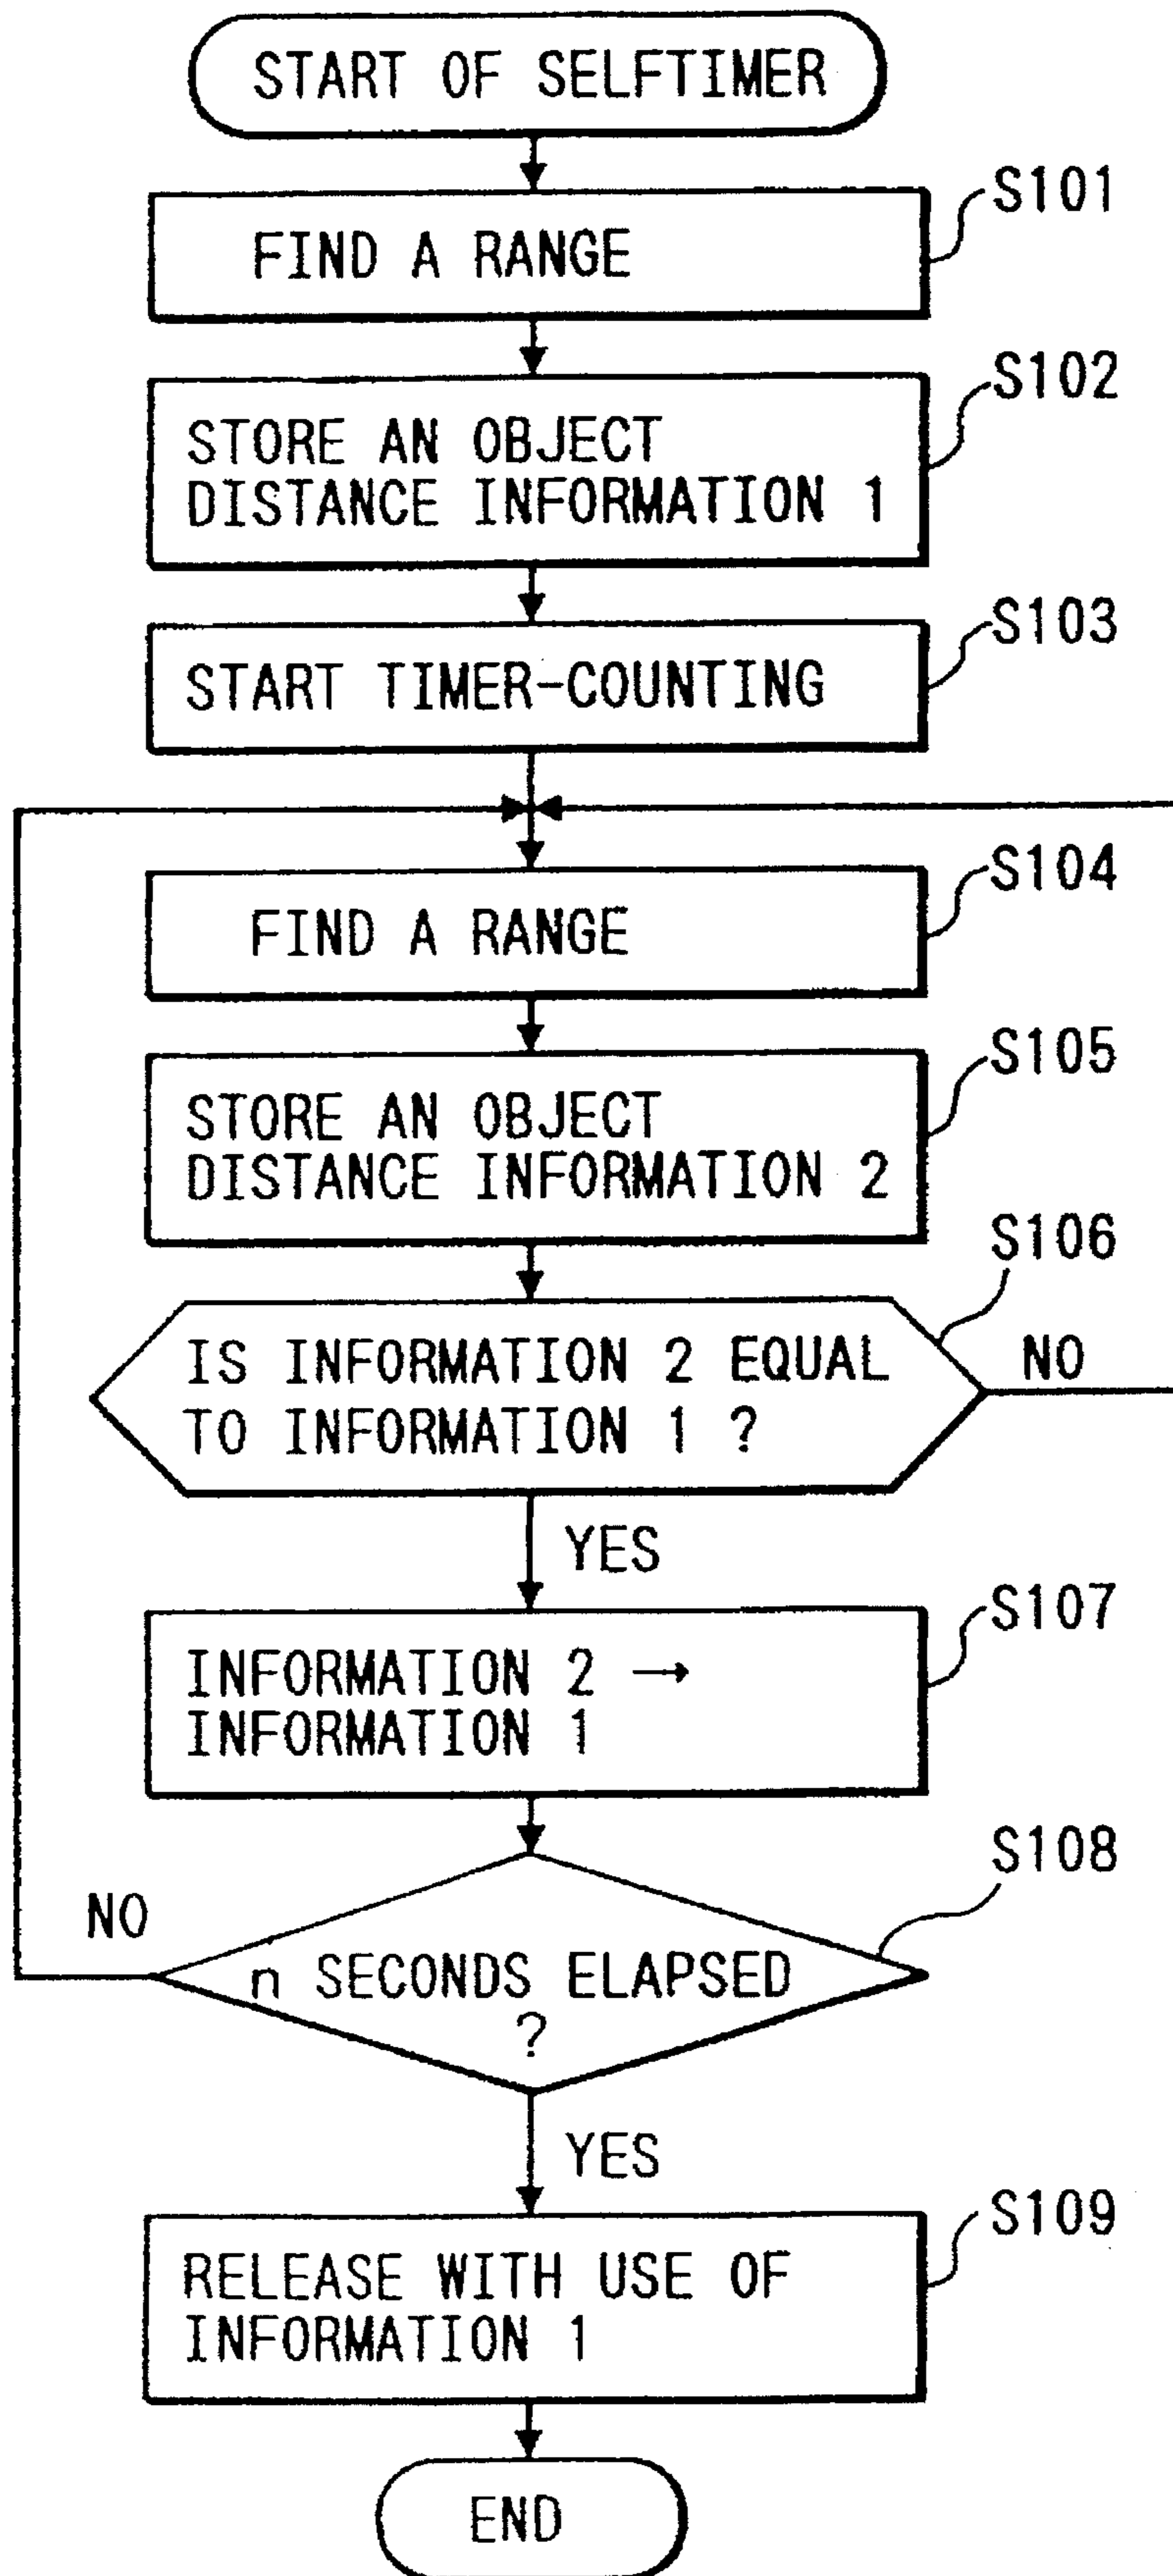 START OF SELFTIMER
S101
FIND A RANGE
S102
STORE AN OBJECT
DISTANCE INFORMATION 1
S103
START TIMER-COUNTING
S104
FIND A RANGE
S105
STORE AN OBJECT
DISTANCE INFORMATION 2
S106
IS INFORMATION 2 EQUAL
TO INFORMATION 1 ?
NO
YES
S107
INFORMATION 2 →
INFORMATION 1
S108
NO
n SECONDS ELAPSED
?
YES
S109
RELEASE WITH USE OF
INFORMATION 1
END